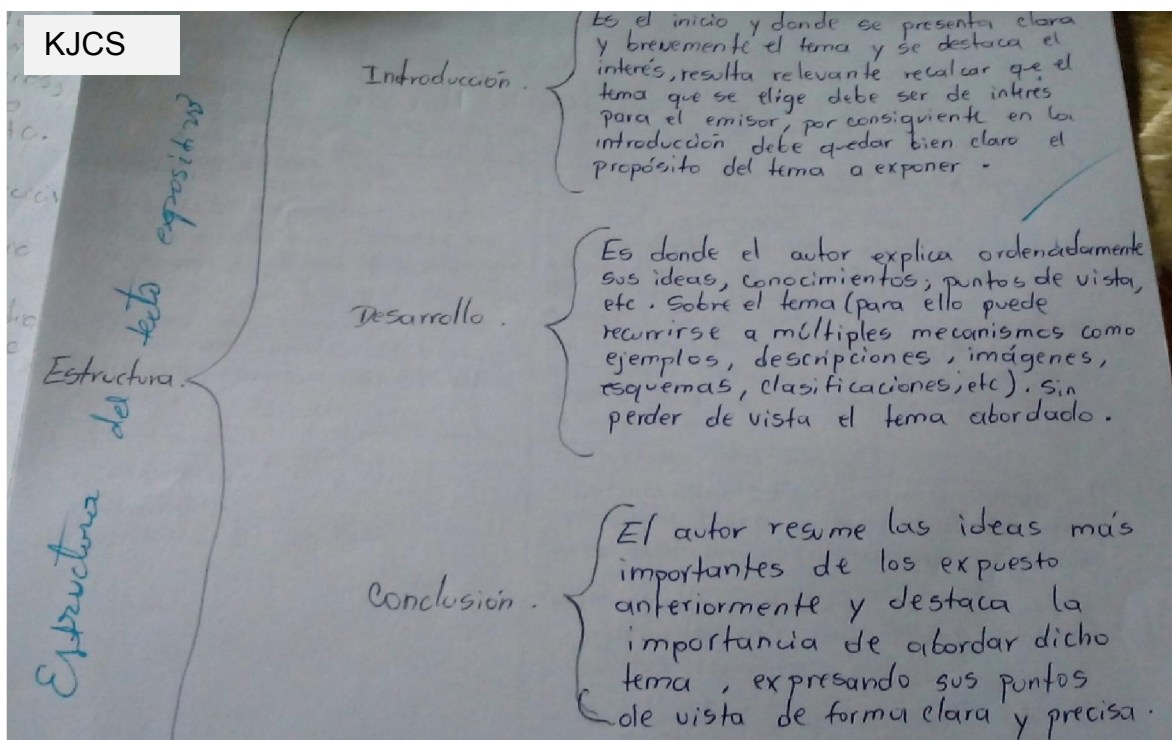 KJCS
Estructura del texto expositivo
Estructura.
Introducción.
Es el inicio y donde se presenta clara
y brevemente el tema y se destaca el
interés, resulta relevante recalcar que el
tema que se elige debe ser de interés
para el emisor, por consiguiente en la
introducción debe quedar bien claro el
propósito del tema a exponer.
Desarrollo.
Es donde el autor explica ordenadamente
sus ideas, conocimientos; puntos de vista,
etc. Sobre el tema (para ello puede
recurrirse a múltiples mecanismos como
ejemplos, descripciones, imágenes,
esquemas, clasificaciones, etc). Sin
perder de vista el tema abordado.
Conclusión.
El autor resume las ideas más
importantes de los expuesto
anteriormente y destaca la
importancia de abordar dicho
tema, expresando sus puntos
de vista de forma clara y precisa.